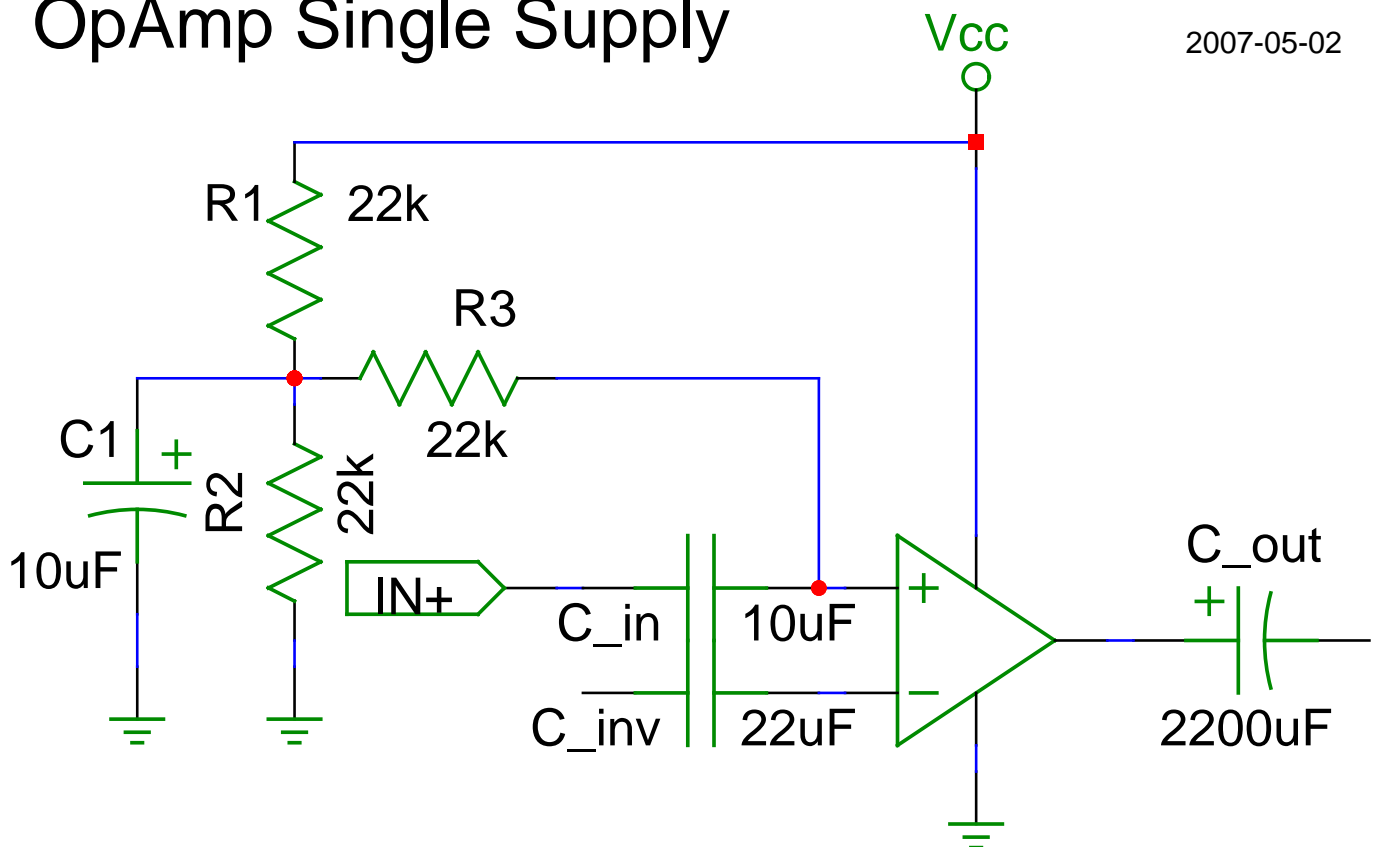 OpAmp Single Supply
Vcc
2007-05-02
R1
22k
R3
22k
C1
+
R2
22k
10uF
IN+
C_in
10uF
+
C_out
+
C_inv
22uF
−
2200uF